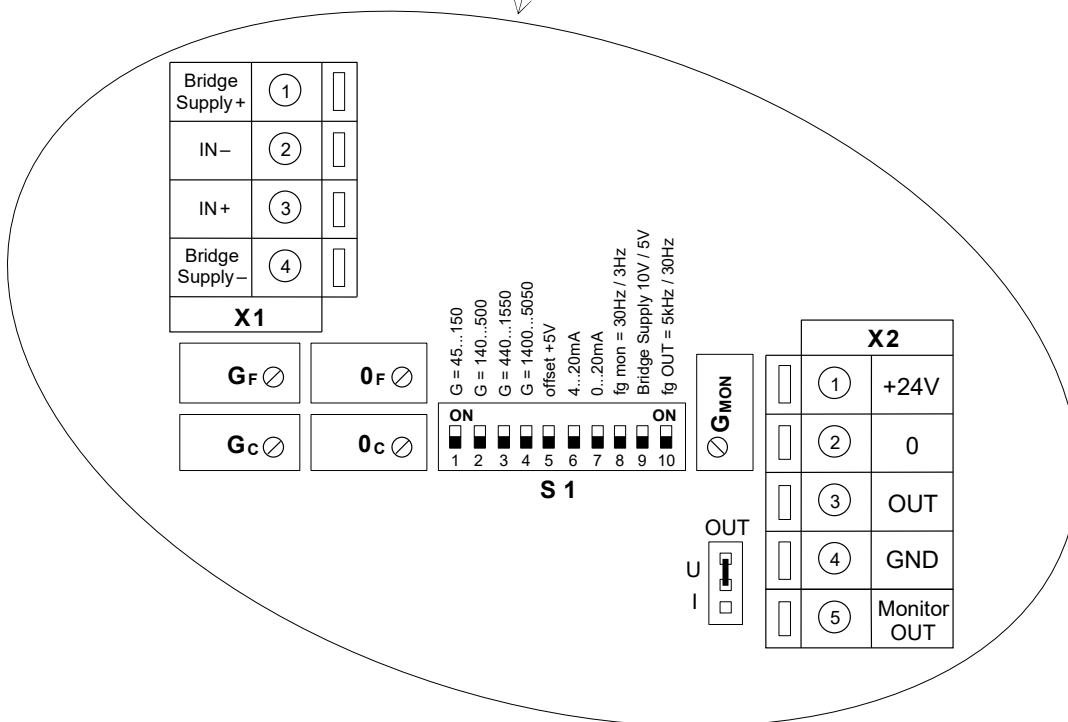 Bridge
Supply+
1
IN–
2
IN+
3
Bridge
Supply–
4
X1
GF
0F
GC
0C
G = 45...150
G = 140...500
G = 440...1550
G = 1400...5050
offset +5V
4...20mA
0...20mA
fg mon = 30Hz / 3Hz
Bridge Supply 10V / 5V
fg OUT = 5kHz / 30Hz
ON ON
1 2 3 4 5 6 7 8 9 10
S 1
GMON
OUT
U
I
X2
1 +24V
2 0
3 OUT
4 GND
5 Monitor
OUT